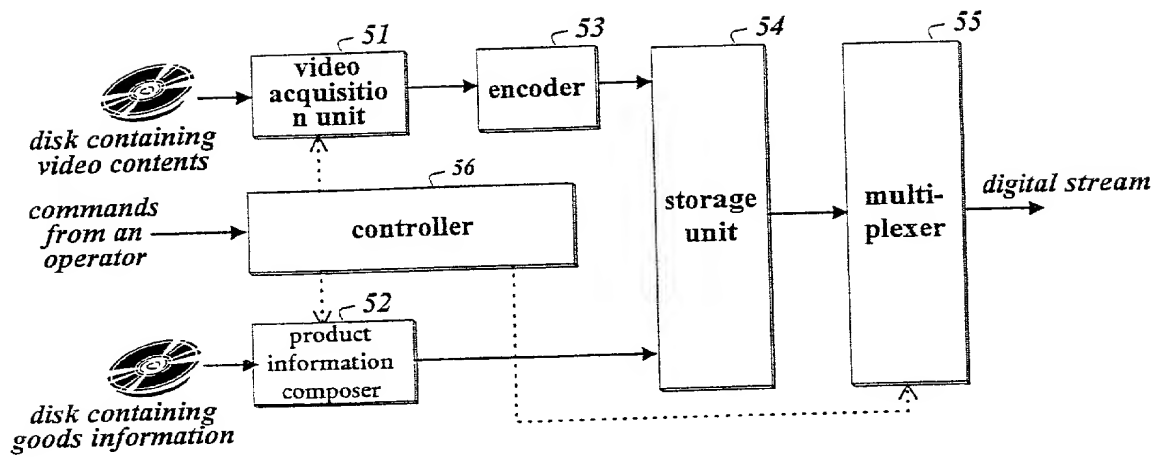 51
video
acquisitio
n unit
53
encoder
54
storage
unit
55
multi-
plexer
digital stream
disk containing
video contents
56
controller
commands
from an
operator
52
product
information
composer
disk containing
goods information